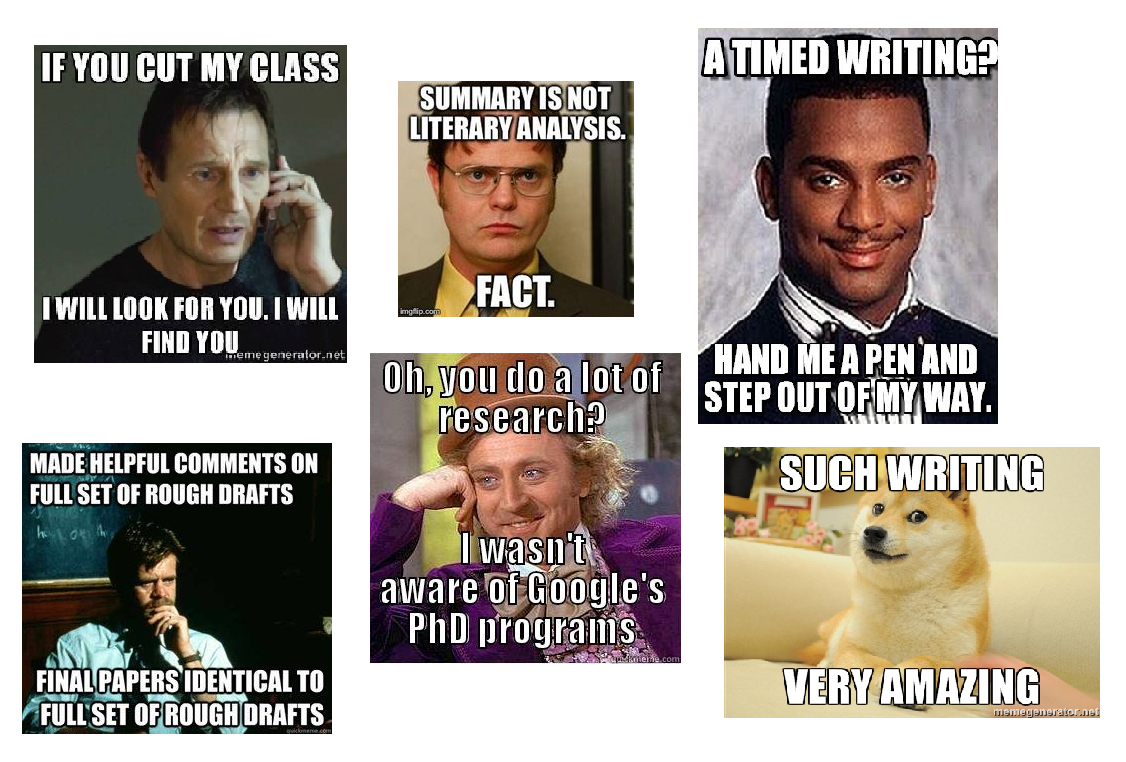 IF YOU CUT MY CLASS
I WILL LOOK FOR YOU. I WILL
FIND YOU
memegenerator.net
SUMMARY IS NOT
LITERARY ANALYSIS.
FACT.
imgflip.com
A TIMED WRITING?
HAND ME A PEN AND
STEP OUT OF MY WAY.
MADE HELPFUL COMMENTS ON
FULL SET OF ROUGH DRAFTS
FINAL PAPERS IDENTICAL TO
FULL SET OF ROUGH DRAFTS
quickmeme.com
Oh, you do a lot of
research?
I wasn't
aware of Google's
PhD programs
quickmeme.com
SUCH WRITING
VERY AMAZING
memegenerator.net